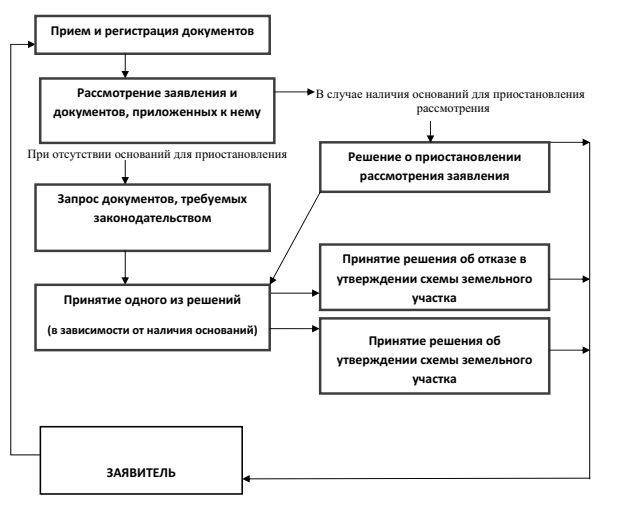 Прием и регистрация документов
Рассмотрение заявления и
документов, приложенных к нему
В случае наличия оснований для приостановления
рассмотрения
При отсутствии оснований для приостановления
Решение о приостановлении
рассмотрения заявления
Запрос документов, требуемых
законодательством
Принятие решения об отказе в
утверждении схемы земельного
участка
Принятие одного из решений
(в зависимости от наличия оснований)
Принятие решения об
утверждении схемы земельного
участка
ЗАЯВИТЕЛЬ